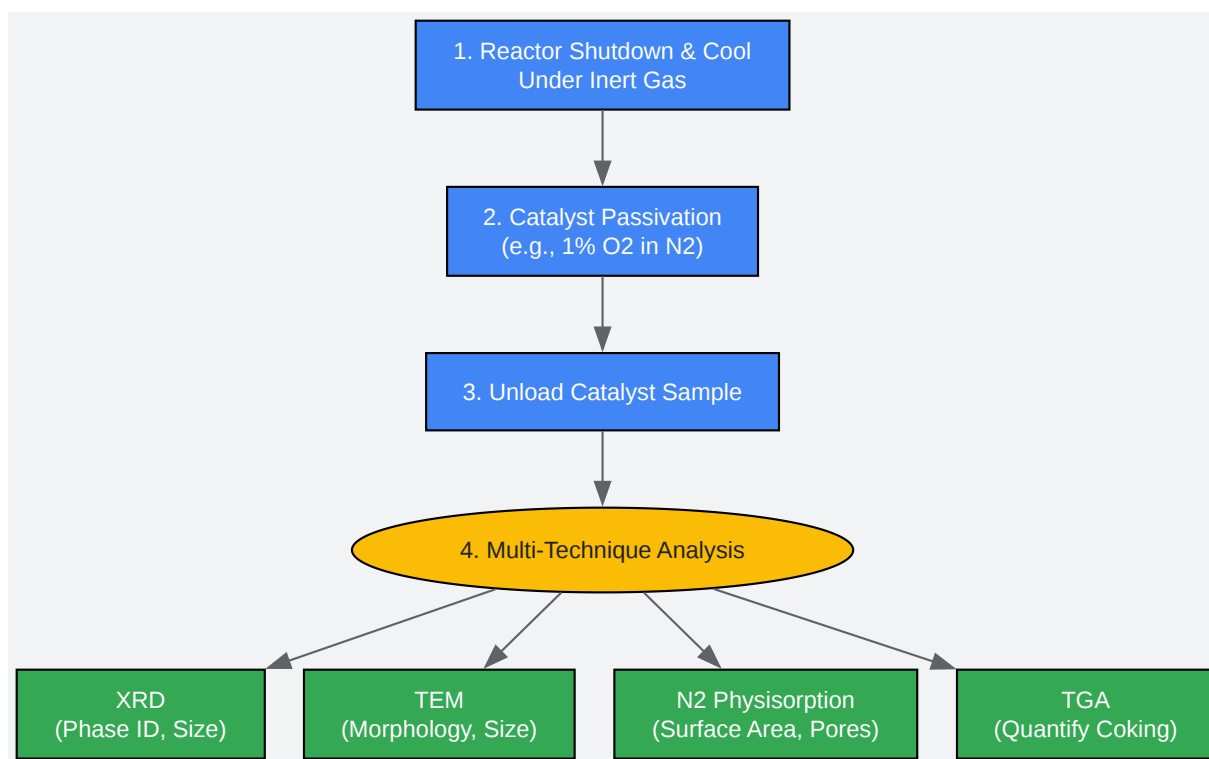 1. Reactor Shutdown & Cool
Under Inert Gas
2. Catalyst Passivation
(e.g., 1% O2 in N2)
3. Unload Catalyst Sample
4. Multi-Technique Analysis
XRD
(Phase ID, Size)
TEM
(Morphology, Size)
N2 Physisorption
(Surface Area, Pores)
TGA
(Quantify Coking)